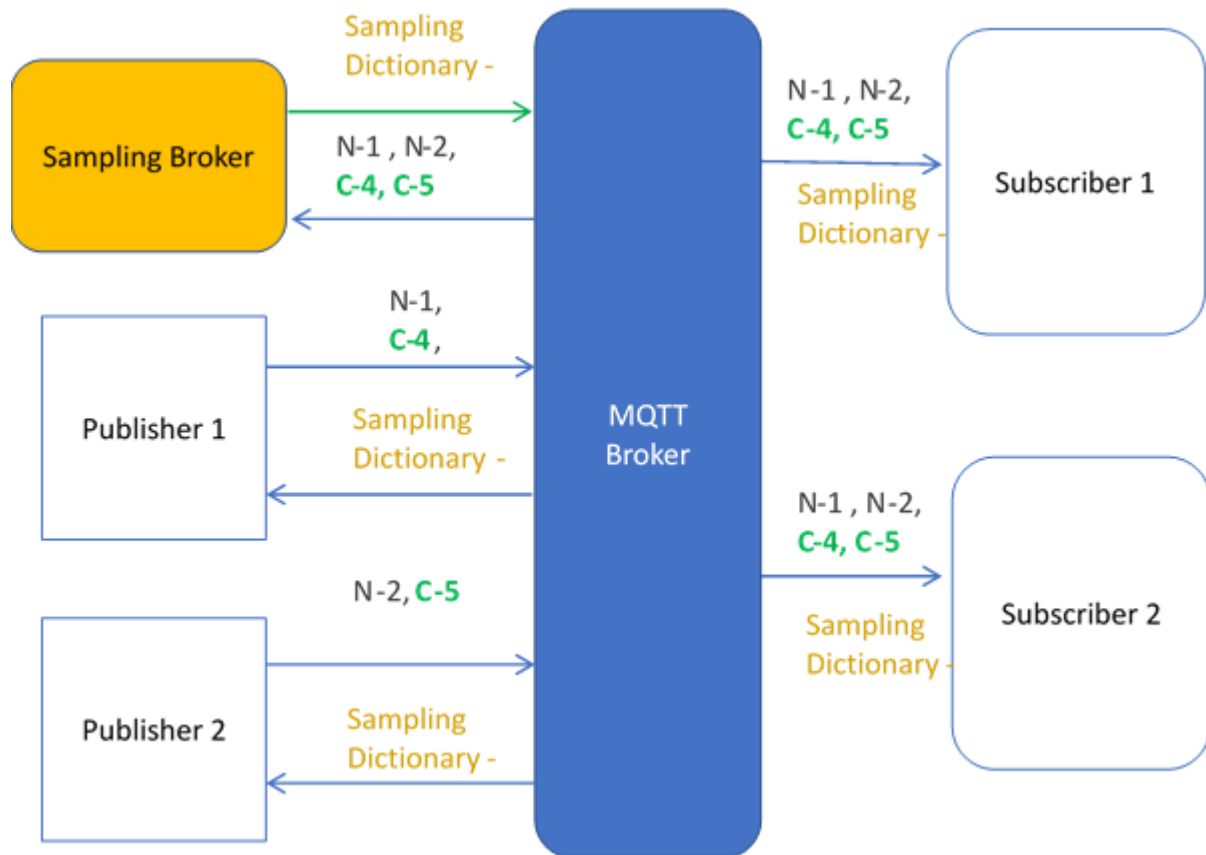 Sampling
Dictionary -
Sampling Broker
N-1 , N-2,
C-4, C-5
N-1,
C-4 ,
Publisher 1
Sampling
Dictionary -
N-2, C-5
Publisher 2
Sampling
Dictionary -
MQTT
Broker
N-1 , N-2,
C-4, C-5
Sampling
Dictionary -
Subscriber 1
N-1 , N-2,
C-4, C-5
Sampling
Dictionary -
Subscriber 2